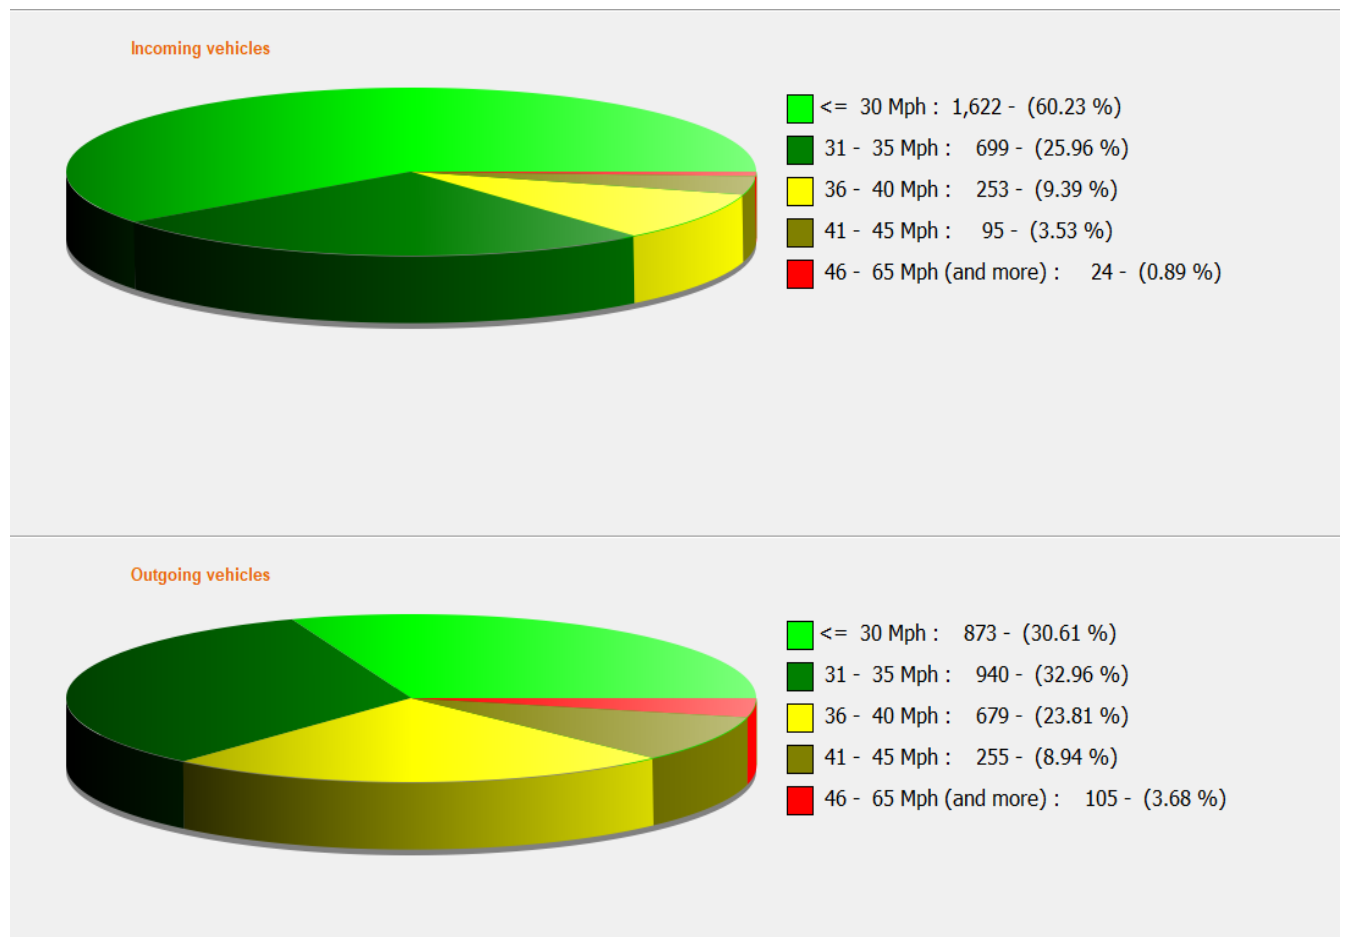 Incoming vehicles
<= 30 Mph : 1,622 - (60.23 %)
31 - 35 Mph : 699 - (25.96 %)
36 - 40 Mph : 253 - (9.39 %)
41 - 45 Mph : 95 - (3.53 %)
46 - 65 Mph (and more) : 24 - (0.89 %)
Outgoing vehicles
<= 30 Mph : 873 - (30.61 %)
31 - 35 Mph : 940 - (32.96 %)
36 - 40 Mph : 679 - (23.81 %)
41 - 45 Mph : 255 - (8.94 %)
46 - 65 Mph (and more) : 105 - (3.68 %)